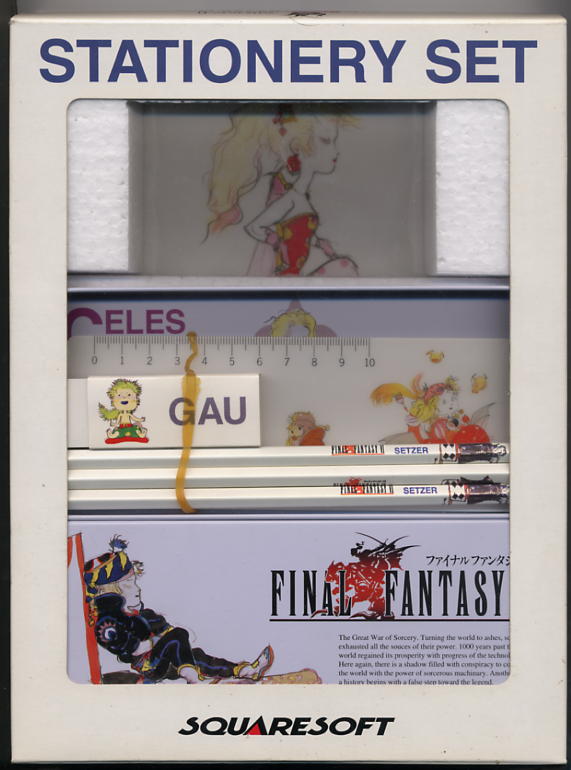 STATIONERY SET
CELES
0 1 2 3 4 5 6 7 8 9 10
GAU
FINAL FANTASY VI SETZER
FINAL FANTASY VI SETZER
ファイナルファンタジ
FINAL FANTASY
The Great War of Sorcery. Turning the world to ashes,
exhausted all the souces of their power. 1000 years past
world regained its prosperity with progress of the
Here again, there is a shadow filled with conspiracy to
the world with the power of sorcerous machinary.
a history begins with a false step toward the legend.
SQUARESOFT